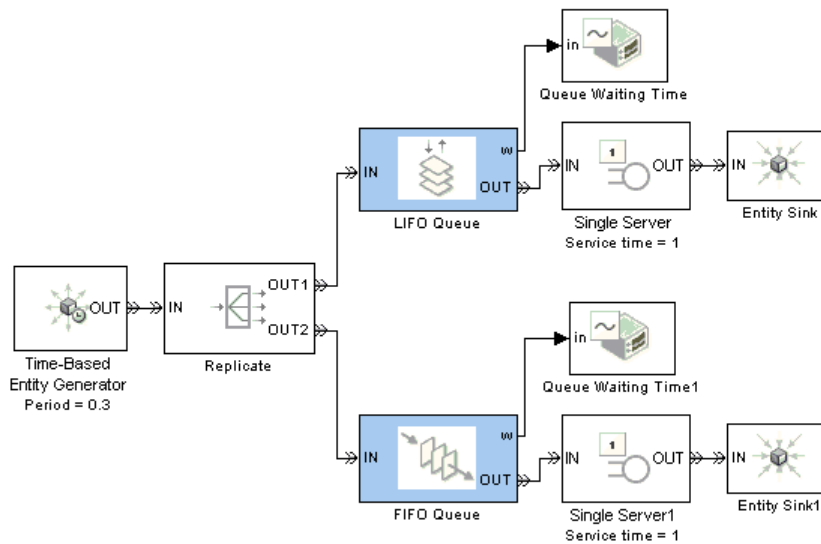 in
Queue Waiting Time
IN
w
OUT
LIFO Queue
IN
1
OUT
Single Server
Service time = 1
IN
Entity Sink
OUT
Time-Based
Entity Generator
Period = 0.3
IN
OUT1
OUT2
Replicate
in
Queue Waiting Time1
IN
w
OUT
FIFO Queue
IN
1
OUT
Single Server1
Service time = 1
IN
Entity Sink1